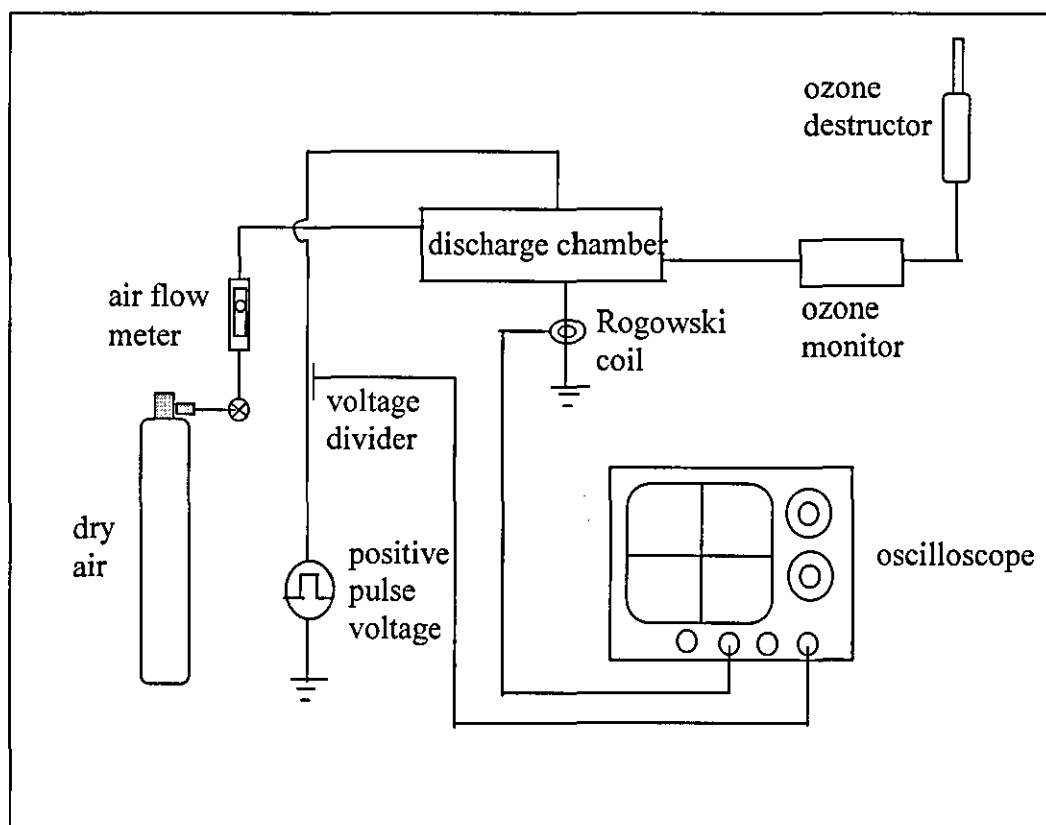 ozone
destructor
discharge chamber
air flow
meter
Rogowski
coil
ozone
monitor
voltage
divider
dry
air
positive
pulse
voltage
oscilloscope